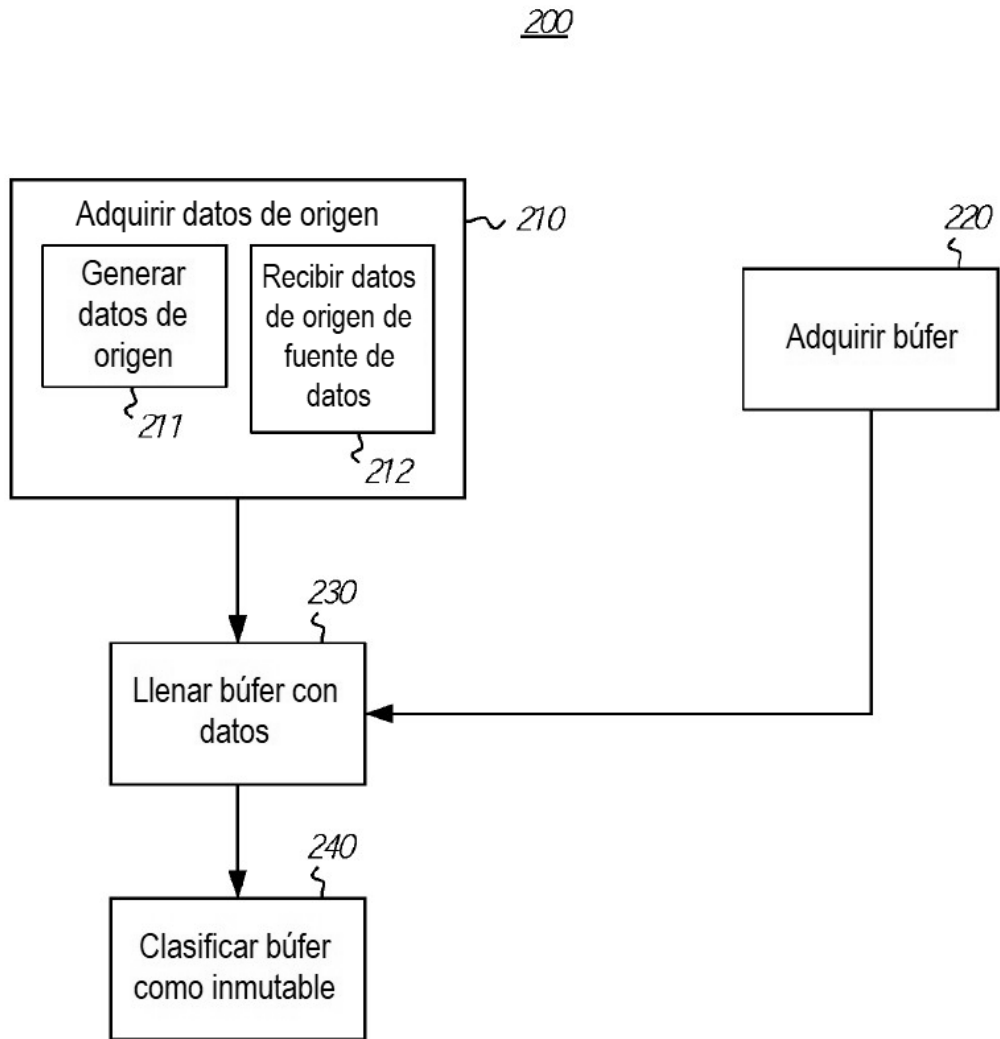 200
Adquirir datos de origen
210
Generar
datos de
origen
211
Recibir datos
de origen de
fuente de
datos
212
220
Adquirir búfer
230
Llenar búfer con
datos
240
Clasificar búfer
como inmutable